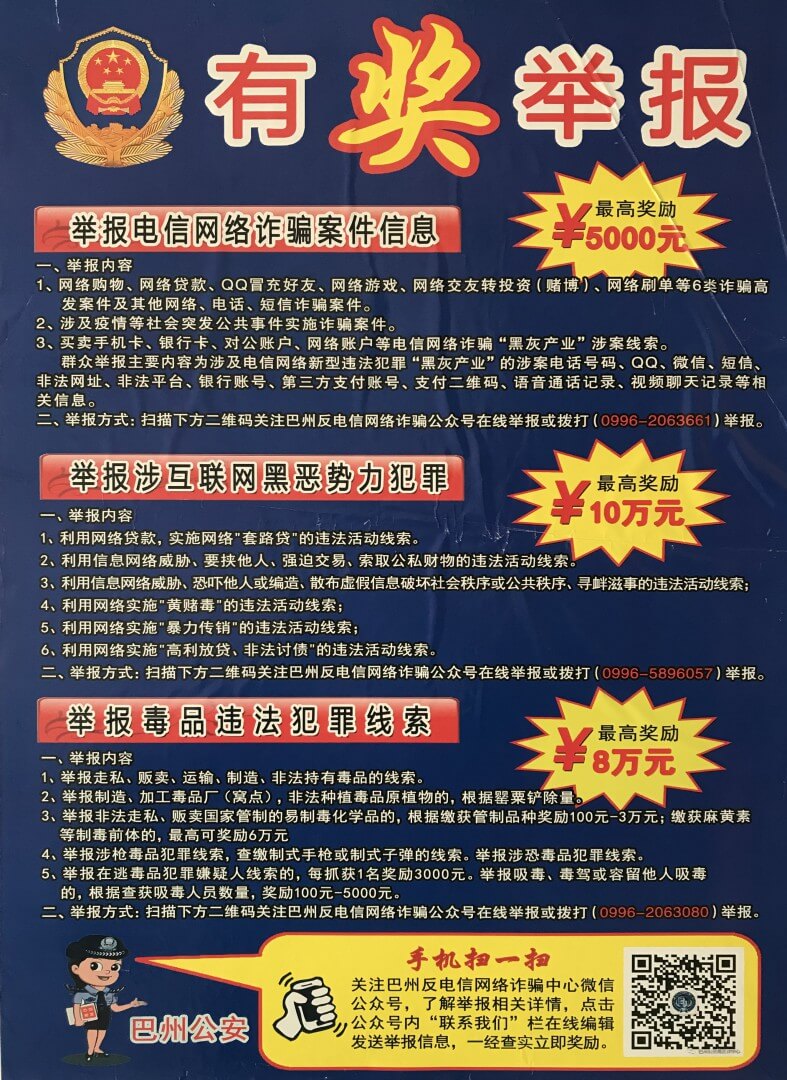 有奖举报
举报电信网络诈骗案件信息
最高奖励
¥5000元
一、举报内容
1、网络购物、网络贷款、QQ冒充好友、网络游戏、网络交友转投资（赌博）、网络刷单等6类诈骗高
发案件及其他网络、电话、短信诈骗案件。
2、涉及疫情等社会突发公共事件实施诈骗案件。
3、买卖手机卡、银行卡、对公账户、网络账户等电信网络诈骗“黑灰产业”涉案线索。
群众举报主要内容为涉及电信网络新型违法犯罪“黑灰产业”的涉案电话号码、QQ、微信、短信、
非法网址、非法平台、银行账号、第三方支付账号、支付二维码、语音通话记录、视频聊天记录等相
关信息。
二、举报方式：扫描下方二维码关注巴州反电信网络诈骗公众号在线举报或拨打（0996-2063661）举报。
举报涉互联网黑恶势力犯罪
最高奖励
¥10万元
一、举报内容
1、利用网络贷款，实施网络"套路贷"的违法活动线索。
2、利用信息网络威胁、要挟他人、强迫交易、索取公私财物的违法活动线索。
3、利用信息网络威胁、恐吓他人或编造、散布虚假信息破坏社会秩序或公共秩序、寻衅滋事的违法活动线索；
4、利用网络实施"黄赌毒"的违法活动线索；
5、利用网络实施"暴力传销"的违法活动线索；
6、利用网络实施"高利放贷、非法讨债"的违法活动线索。
二、举报方式：扫描下方二维码关注巴州反电信网络诈骗公众号在线举报或拨打（0996-5896057）举报。
举报毒品违法犯罪线索
最高奖励
¥8万元
一、举报内容
1、举报走私、贩卖、运输、制造、非法持有毒品的线索。
2、举报制造、加工毒品厂（窝点），非法种植毒品原植物的，根据罂粟铲除量。
3、举报非法走私、贩卖国家管制的易制毒化学品的，根据缴获管制品种奖励100元-3万元；缴获麻黄素
等制毒前体的，最高可奖励6万元
4、举报涉枪毒品犯罪线索，查缴制式手枪或制式子弹的线索。举报涉恐毒品犯罪线索。
5、举报在逃毒品犯罪嫌疑人线索的，每抓获1名奖励3000元。举报吸毒、毒驾或容留他人吸毒
的，根据查获吸毒人员数量，奖励100元-5000元。
二、举报方式：扫描下方二维码关注巴州反电信网络诈骗公众号在线举报或拨打（0996-2063080）举报。
巴州公安
手机扫一扫
关注巴州反电信网络诈骗中心微信
公众号，了解举报相关详情，点击
公众号内“联系我们”栏在线编辑
发送举报信息，一经查实立即奖励。